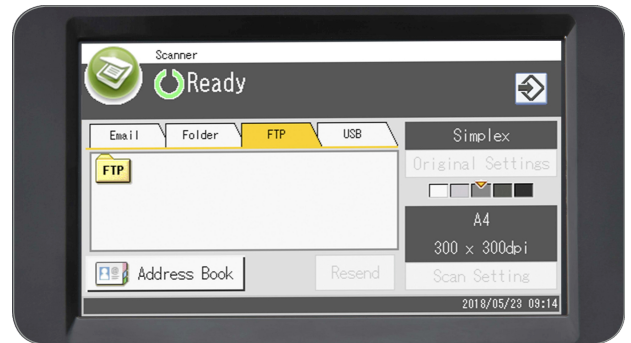 Scanner
Ready
Email Folder FTP USB
FTP
Address Book
Resend
Simplex
Original Settings
A4
300 x 300dpi
Scan Setting
2018/05/23 09:14